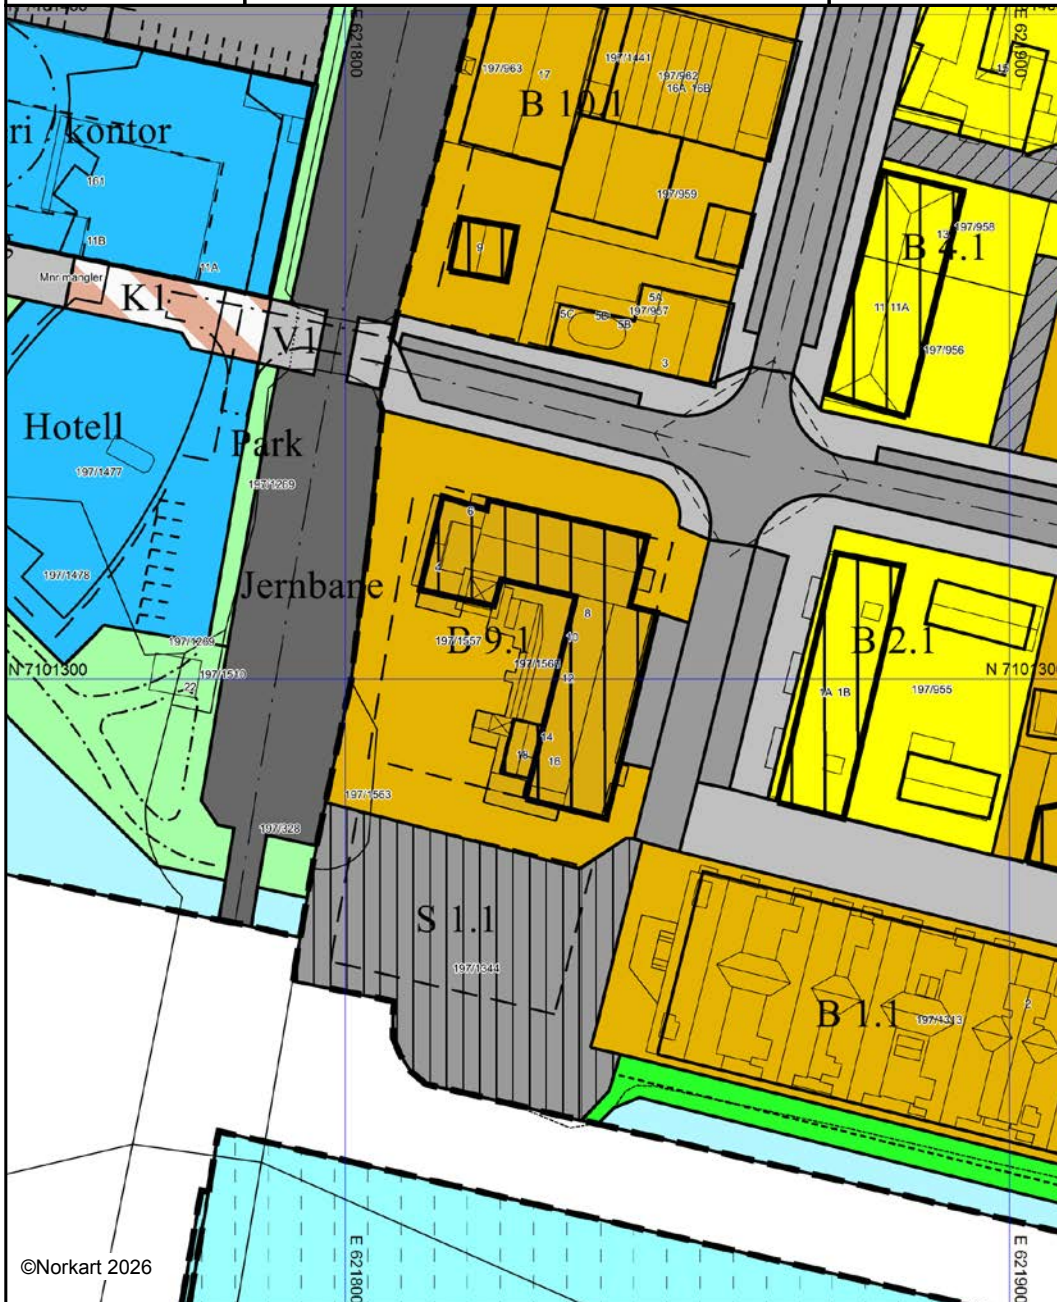 E 621800
E 621900
197/963
17
197/1441
197/962
16A 16B
B 10.1
15
ri / kontor
161
197/959
11B
9
13
197/958
B 4.1
11A
Mnr mangler
K1
5A
5C
5B
197/957
5B
11 11A
V1
3
197/956
Hotell
Park
197/1477
197/1269
6
4
197/1478
Jernbane
8
197/1269
197/1557
B 9.1
10
B 2.1
197/1561
N 7101300
197/1510
12
N 7101300
22
1A 1B
197/955
14
18
16
197/1563
197/328
S 1.1
197/1344
B 1.1
197/1313
2
E 621800
E 621900
©Norkart 2026